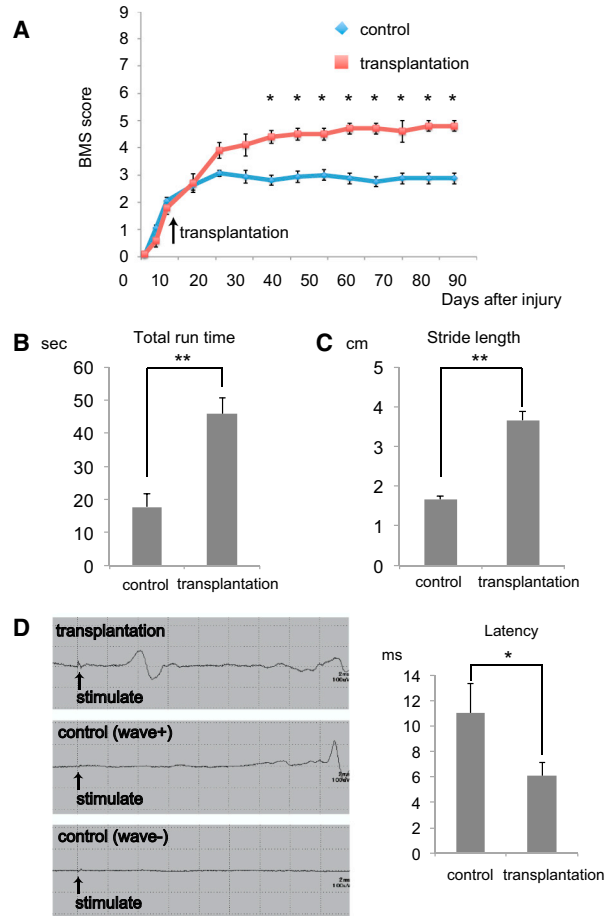 A
BMS score
9
8
7
6
5
4
3
2
1
0
control
transplantation
* * * * * * * *
transplantation
0 10 20 30 40 50 60 70 80 90
Days after injury
B sec Total run time
**
60
50
40
30
20
10
0
control transplantation
C cm Stride length
**
5
4
3
2
1
0
control transplantation
D
transplantation
stimulate
control (wave+)
stimulate
control (wave-)
stimulate
Latency
ms
*
14
12
10
8
6
4
2
0
control transplantation